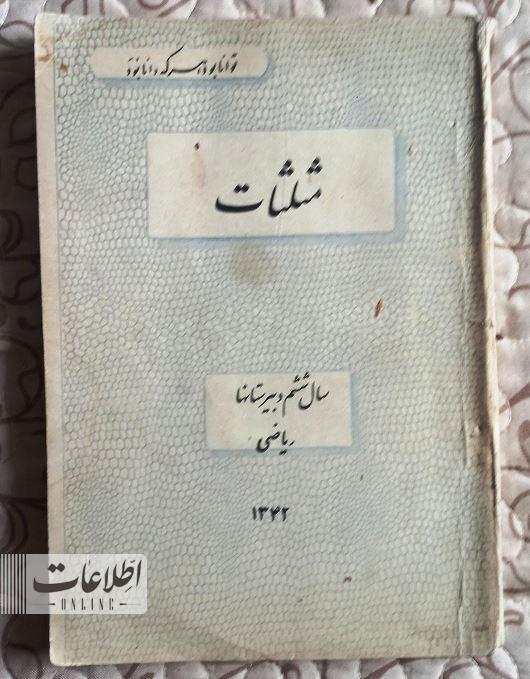 توانا بود هر که دانا بود
مثلثات
سال ششم دبیرستانها
ریاضی
۱۳۴۲
اطلاعات
ONLINE